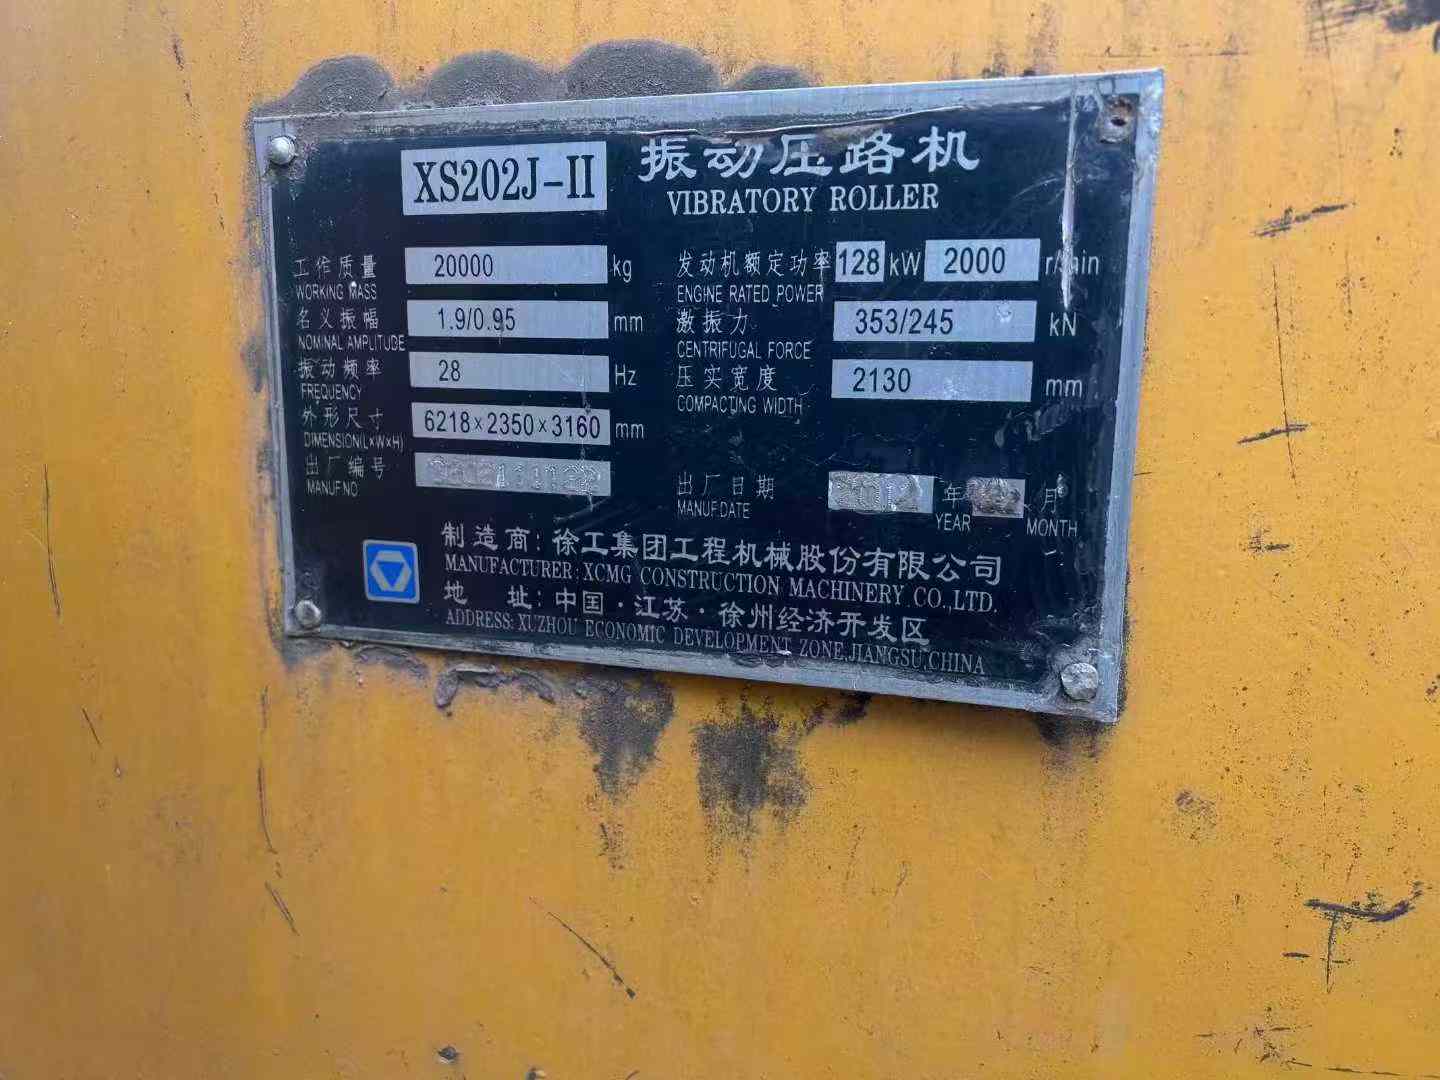 XS202J-II 振动压路机
VIBRATORY ROLLER
工作质量 20000 kg
WORKING MASS
发动机额定功率 128 kW 2000 r/min
ENGINE RATED POWER
名义振幅 1.9/0.95 mm
NOMINAL AMPLITUDE
激振力 353/245 kN
CENTRIFUGAL FORCE
振动频率 28 Hz
FREQUENCY
压实宽度 2130 mm
COMPACTING WIDTH
外形尺寸 6218×2350×3160 mm
DIMENSION(L×W×H)
出厂编号
MANUF.NO
出厂日期 年 月
MANUF.DATE YEAR MONTH
制造商:徐工集团工程机械股份有限公司
MANUFACTURER:XCMG CONSTRUCTION MACHINERY CO.,LTD.
地 址:中国·江苏·徐州经济开发区
ADDRESS: XUZHOU ECONOMIC DEVELOPMENT ZONE,JIANGSU,CHINA